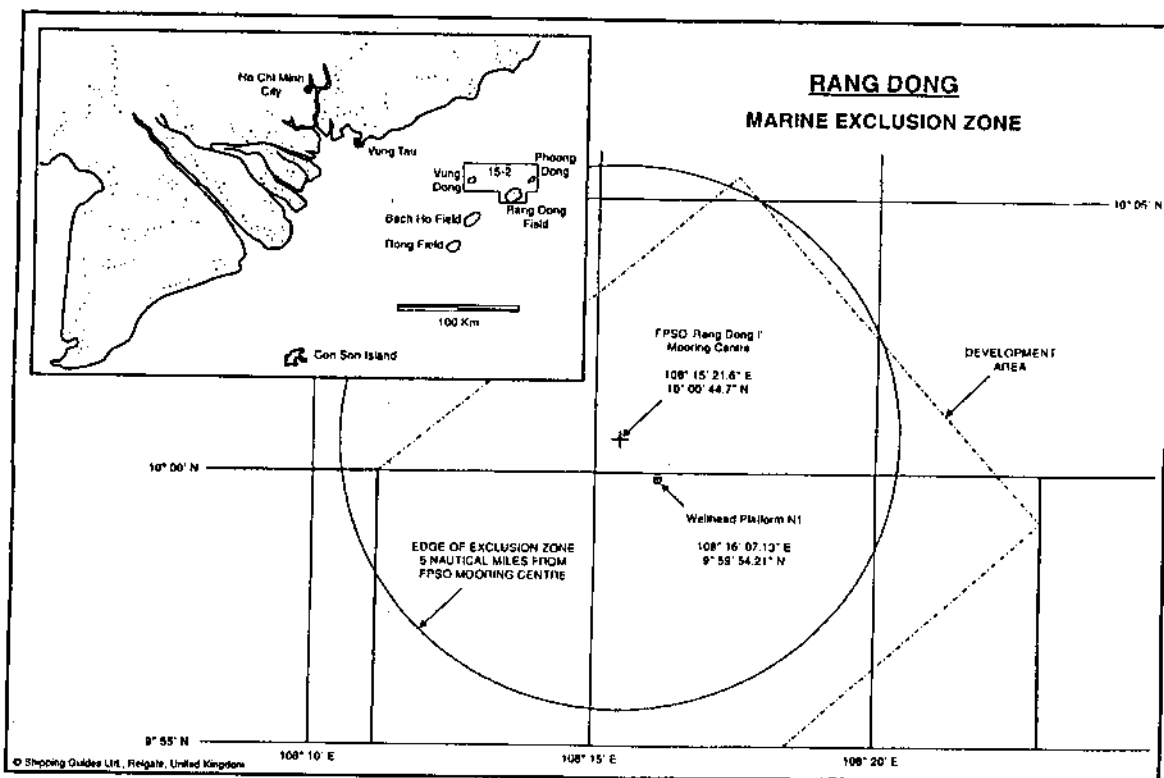 RANG DONG
MARINE EXCLUSION ZONE
Ho Chi Minh
City
Vung Tau
Vung
Dong
15-2
Phoang
Dong
Rang Dong
Field
Bach Ho Field
Rong Field
100 Km
Con Son Island
10° 05' N
FPSO 'Rang Dong I'
Mooring Centre
108° 15' 21.6" E
10° 00' 44.7" N
DEVELOPMENT
AREA
10° 00' N
Wellhead Platform N1
108° 16' 07.13" E
9° 59' 54.21" N
EDGE OF EXCLUSION ZONE
5 NAUTICAL MILES FROM
FPSO MOORING CENTRE
9° 55' N
108° 10' E
108° 15' E
108° 20' E
© Shipping Guides Ltd., Reigate, United Kingdom